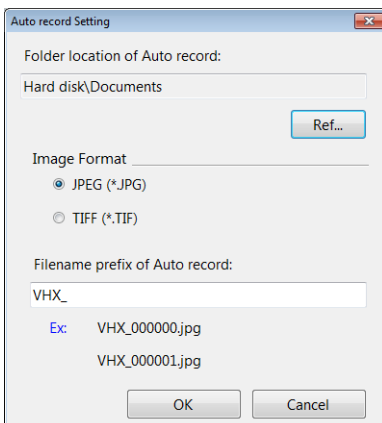 Auto record Setting
Folder location of Auto record:
Hard disk\Documents
Ref...
Image Format
JPEG (*.JPG)
TIFF (*.TIF)
Filename prefix of Auto record:
VHX_
Ex: VHX_000000.jpg
VHX_000001.jpg
OK Cancel